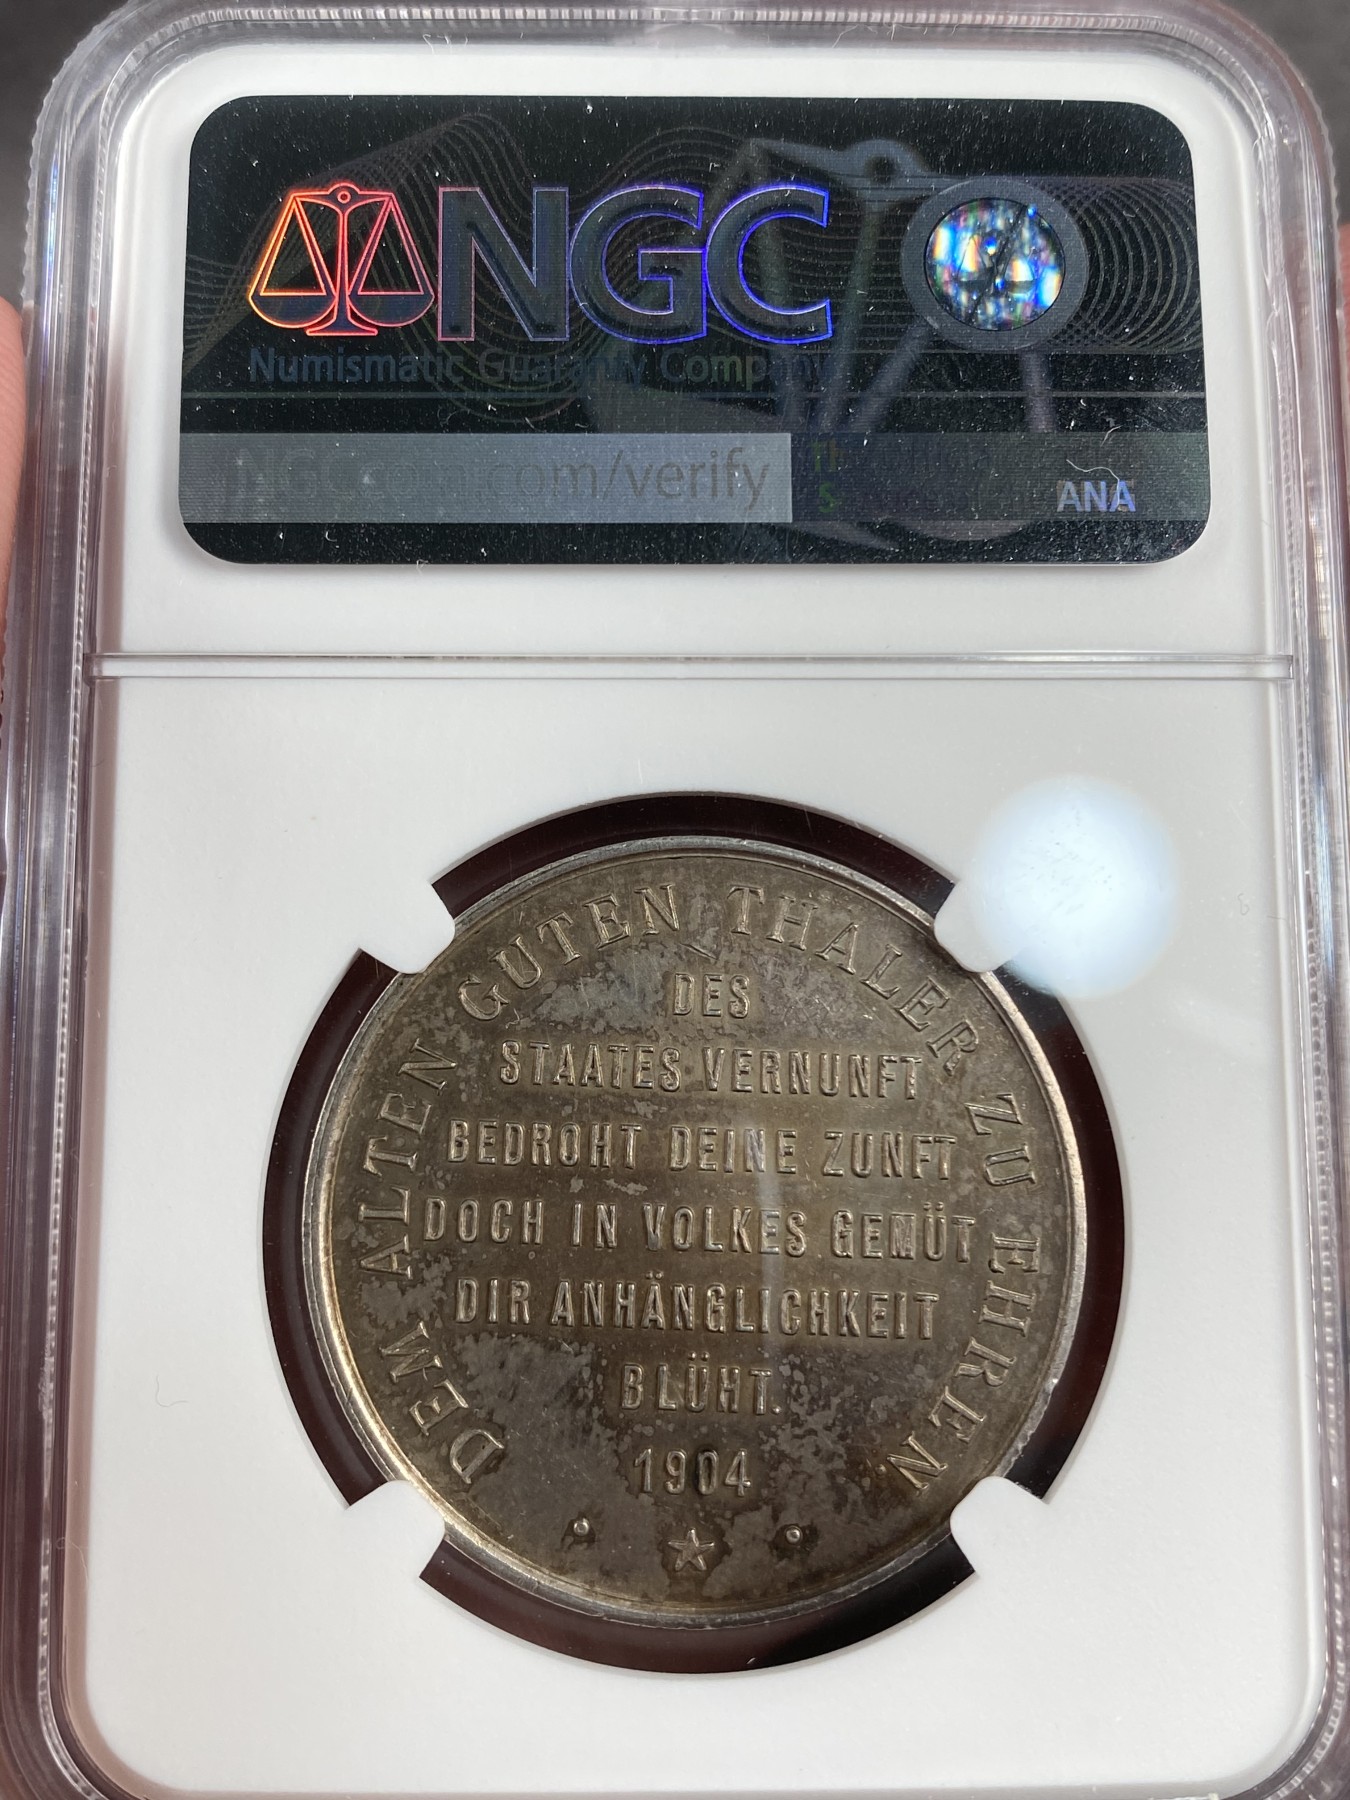 NGC
Numismatic Guaranty Company
.com/verify
ANA
DEM ALTEN GUTEN THALER ZU EHREN
DES
STAATES VERNUNFT
BEDROHT DEINE ZUNFT
DOCH IN VOLKES GEMÜT
DIR ANHÄNGLICHKEIT
BLÜHT.
1904